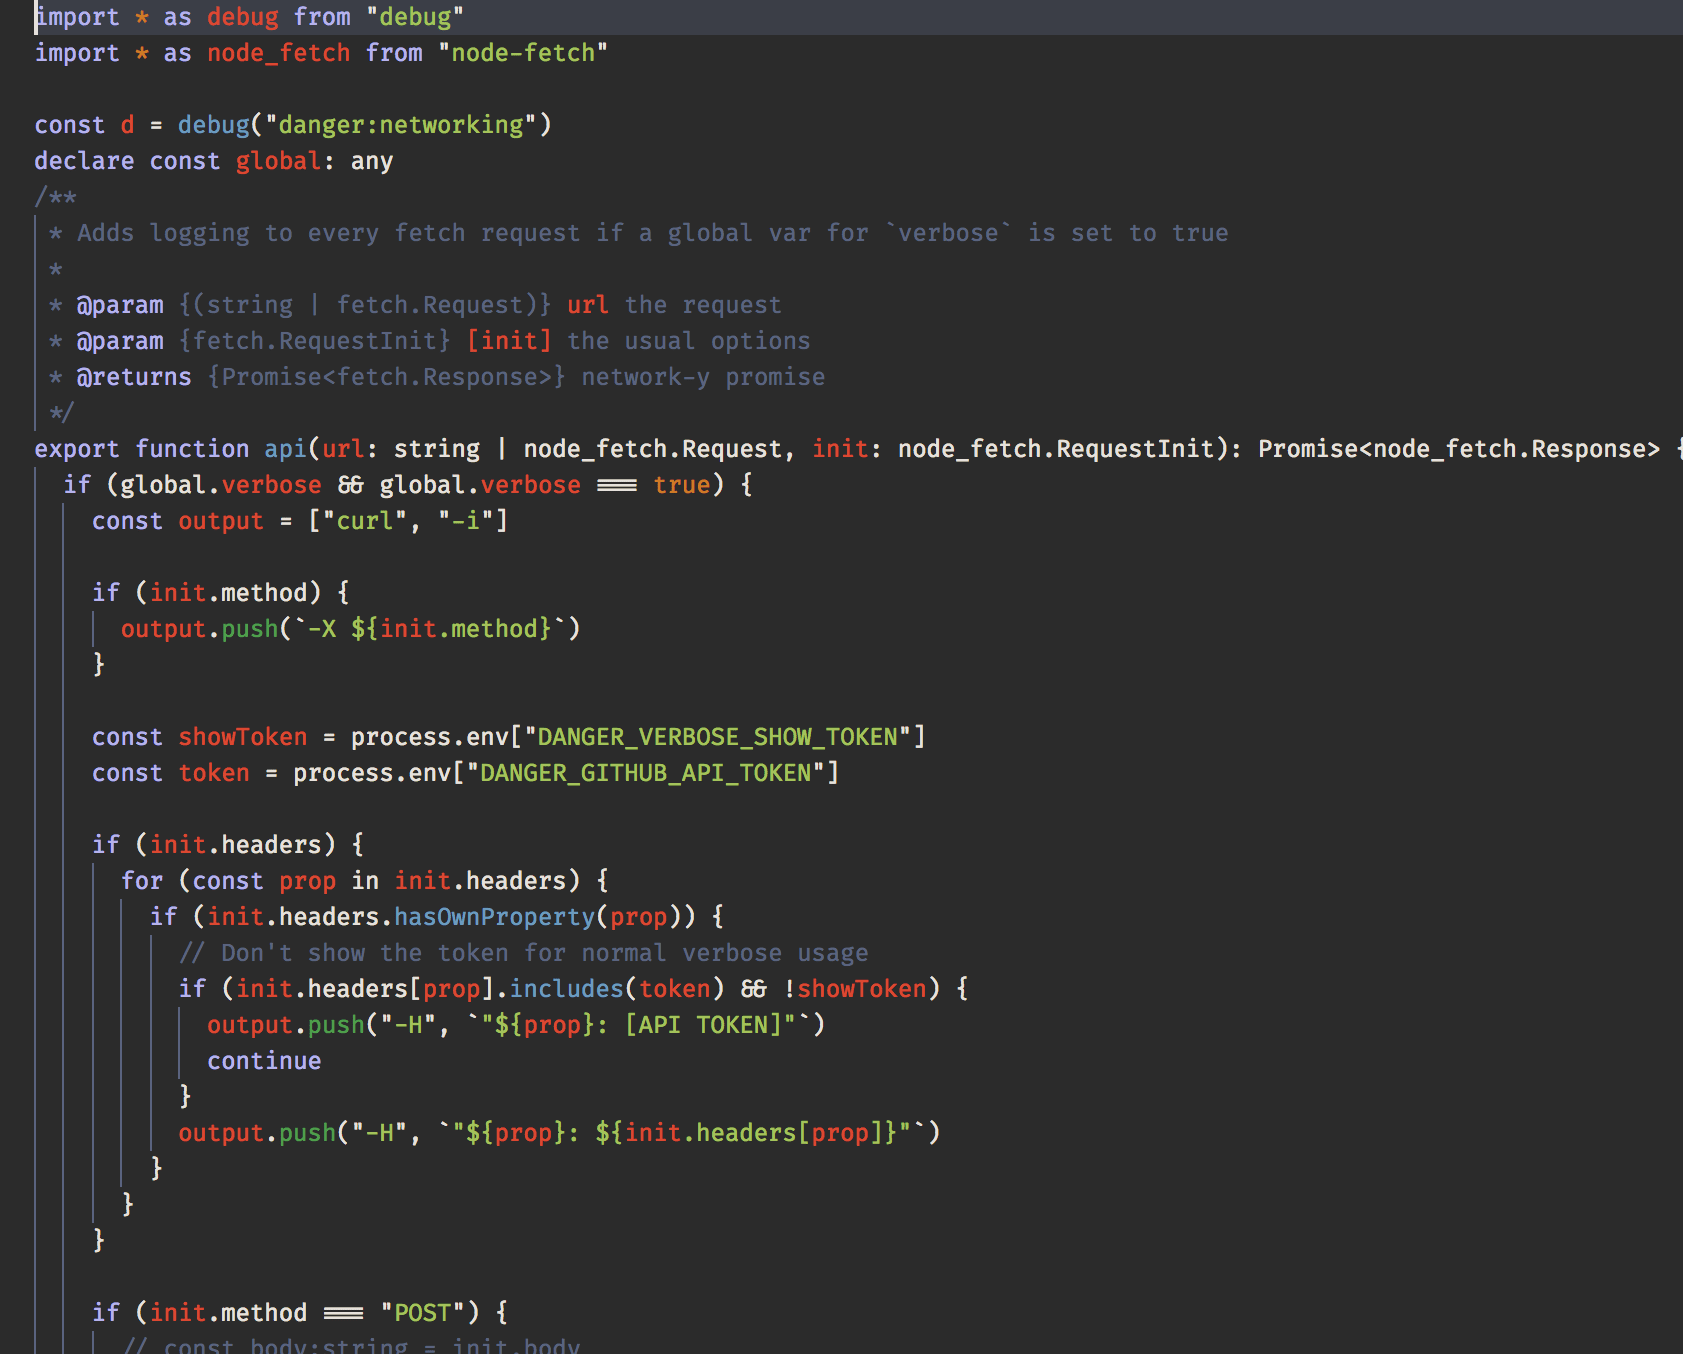 import * as debug from "debug"
import * as node_fetch from "node-fetch"
const d = debug("danger:networking")
declare const global: any
/**
* Adds logging to every fetch request if a global var for `verbose` is set to true
*
* @param {(string | fetch.Request)} url the request
* @param {fetch.RequestInit} [init] the usual options
* @returns {Promise<fetch.Response>} network-y promise
*/
export function api(url: string | node_fetch.Request, init: node_fetch.RequestInit): Promise<node_fetch.Response> {
if (global.verbose && global.verbose === true) {
const output = ["curl", "-i"]
if (init.method) {
output.push(`-X ${init.method}`)
}
const showToken = process.env["DANGER_VERBOSE_SHOW_TOKEN"]
const token = process.env["DANGER_GITHUB_API_TOKEN"]
if (init.headers) {
for (const prop in init.headers) {
if (init.headers.hasOwnProperty(prop)) {
// Don't show the token for normal verbose usage
if (init.headers[prop].includes(token) && !showToken) {
output.push("-H", `"${prop}: [API TOKEN]"`)
continue
}
output.push("-H", `"${prop}: ${init.headers[prop]}"`)
}
}
}
if (init.method === "POST") {
// const body:string = init.body